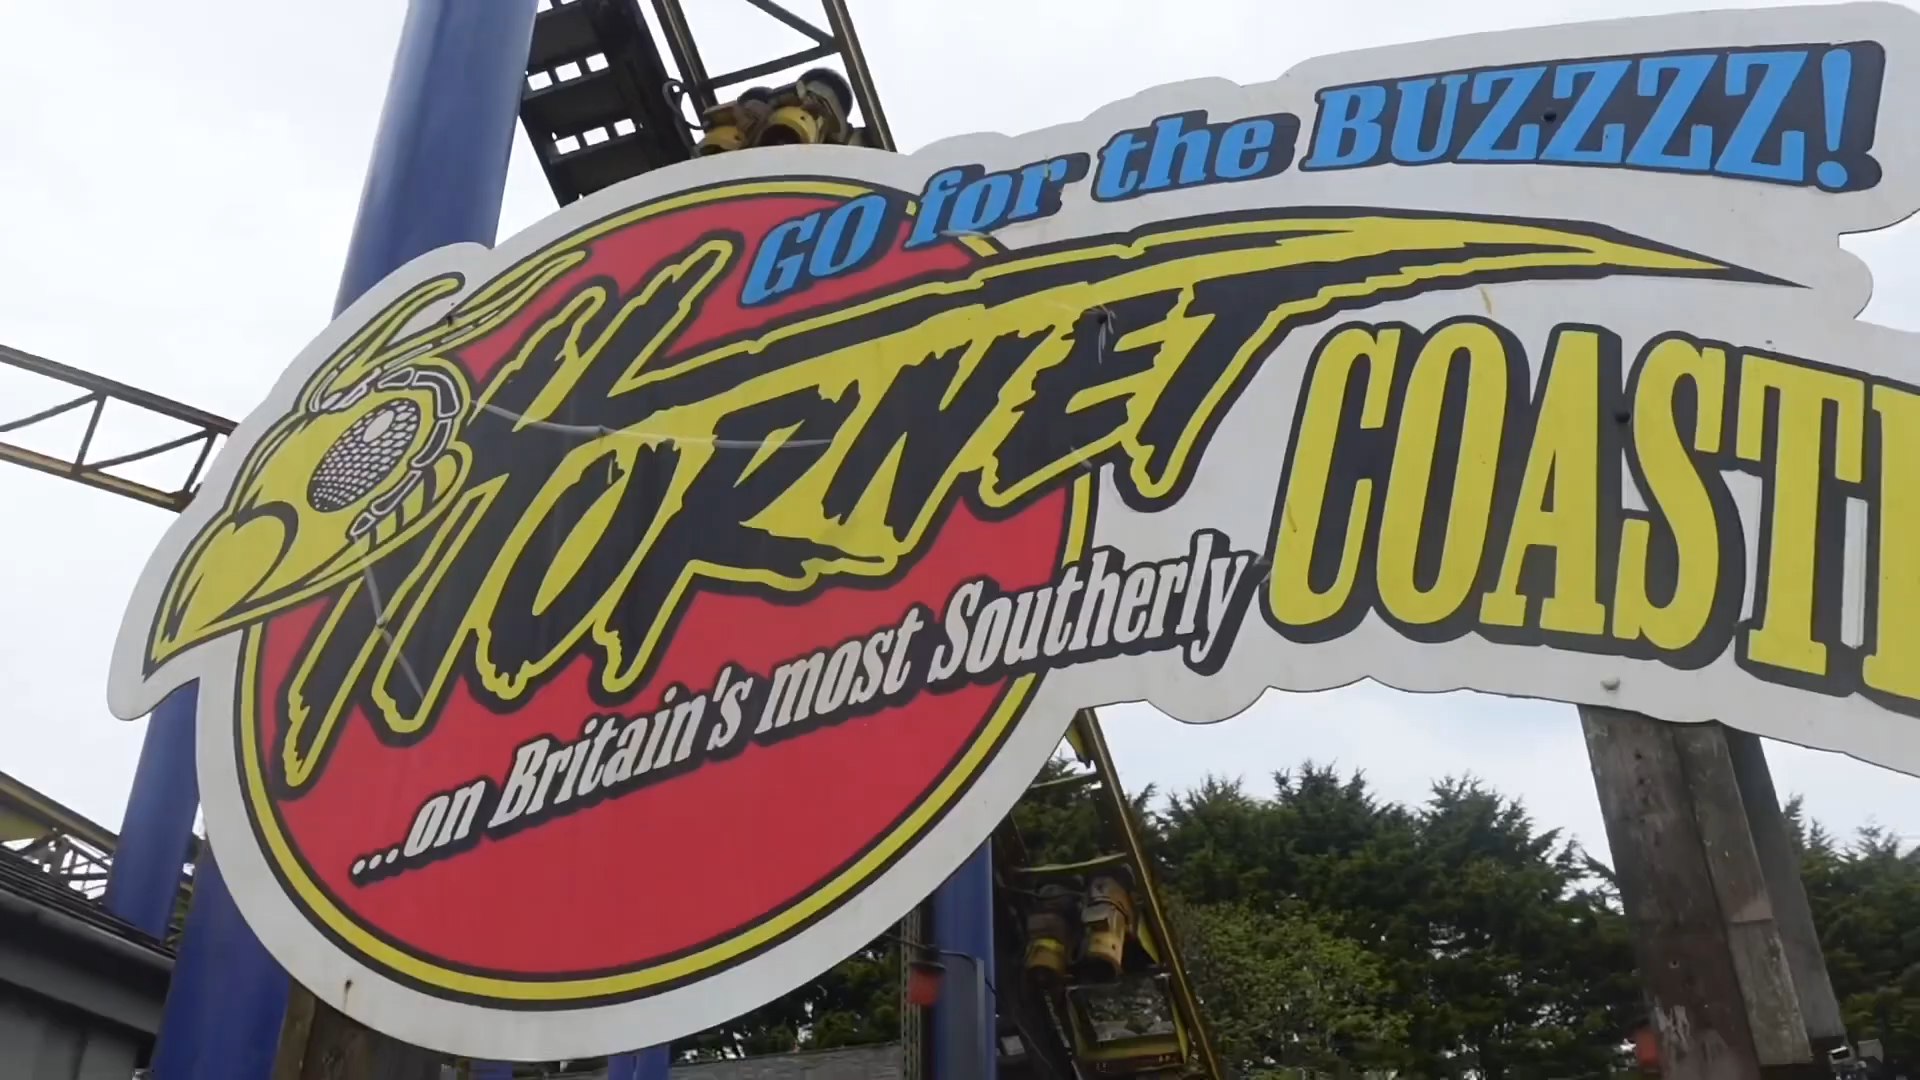 GO for the BUZZZZ!
HORNET
...on Britain's most Southerly
COAST